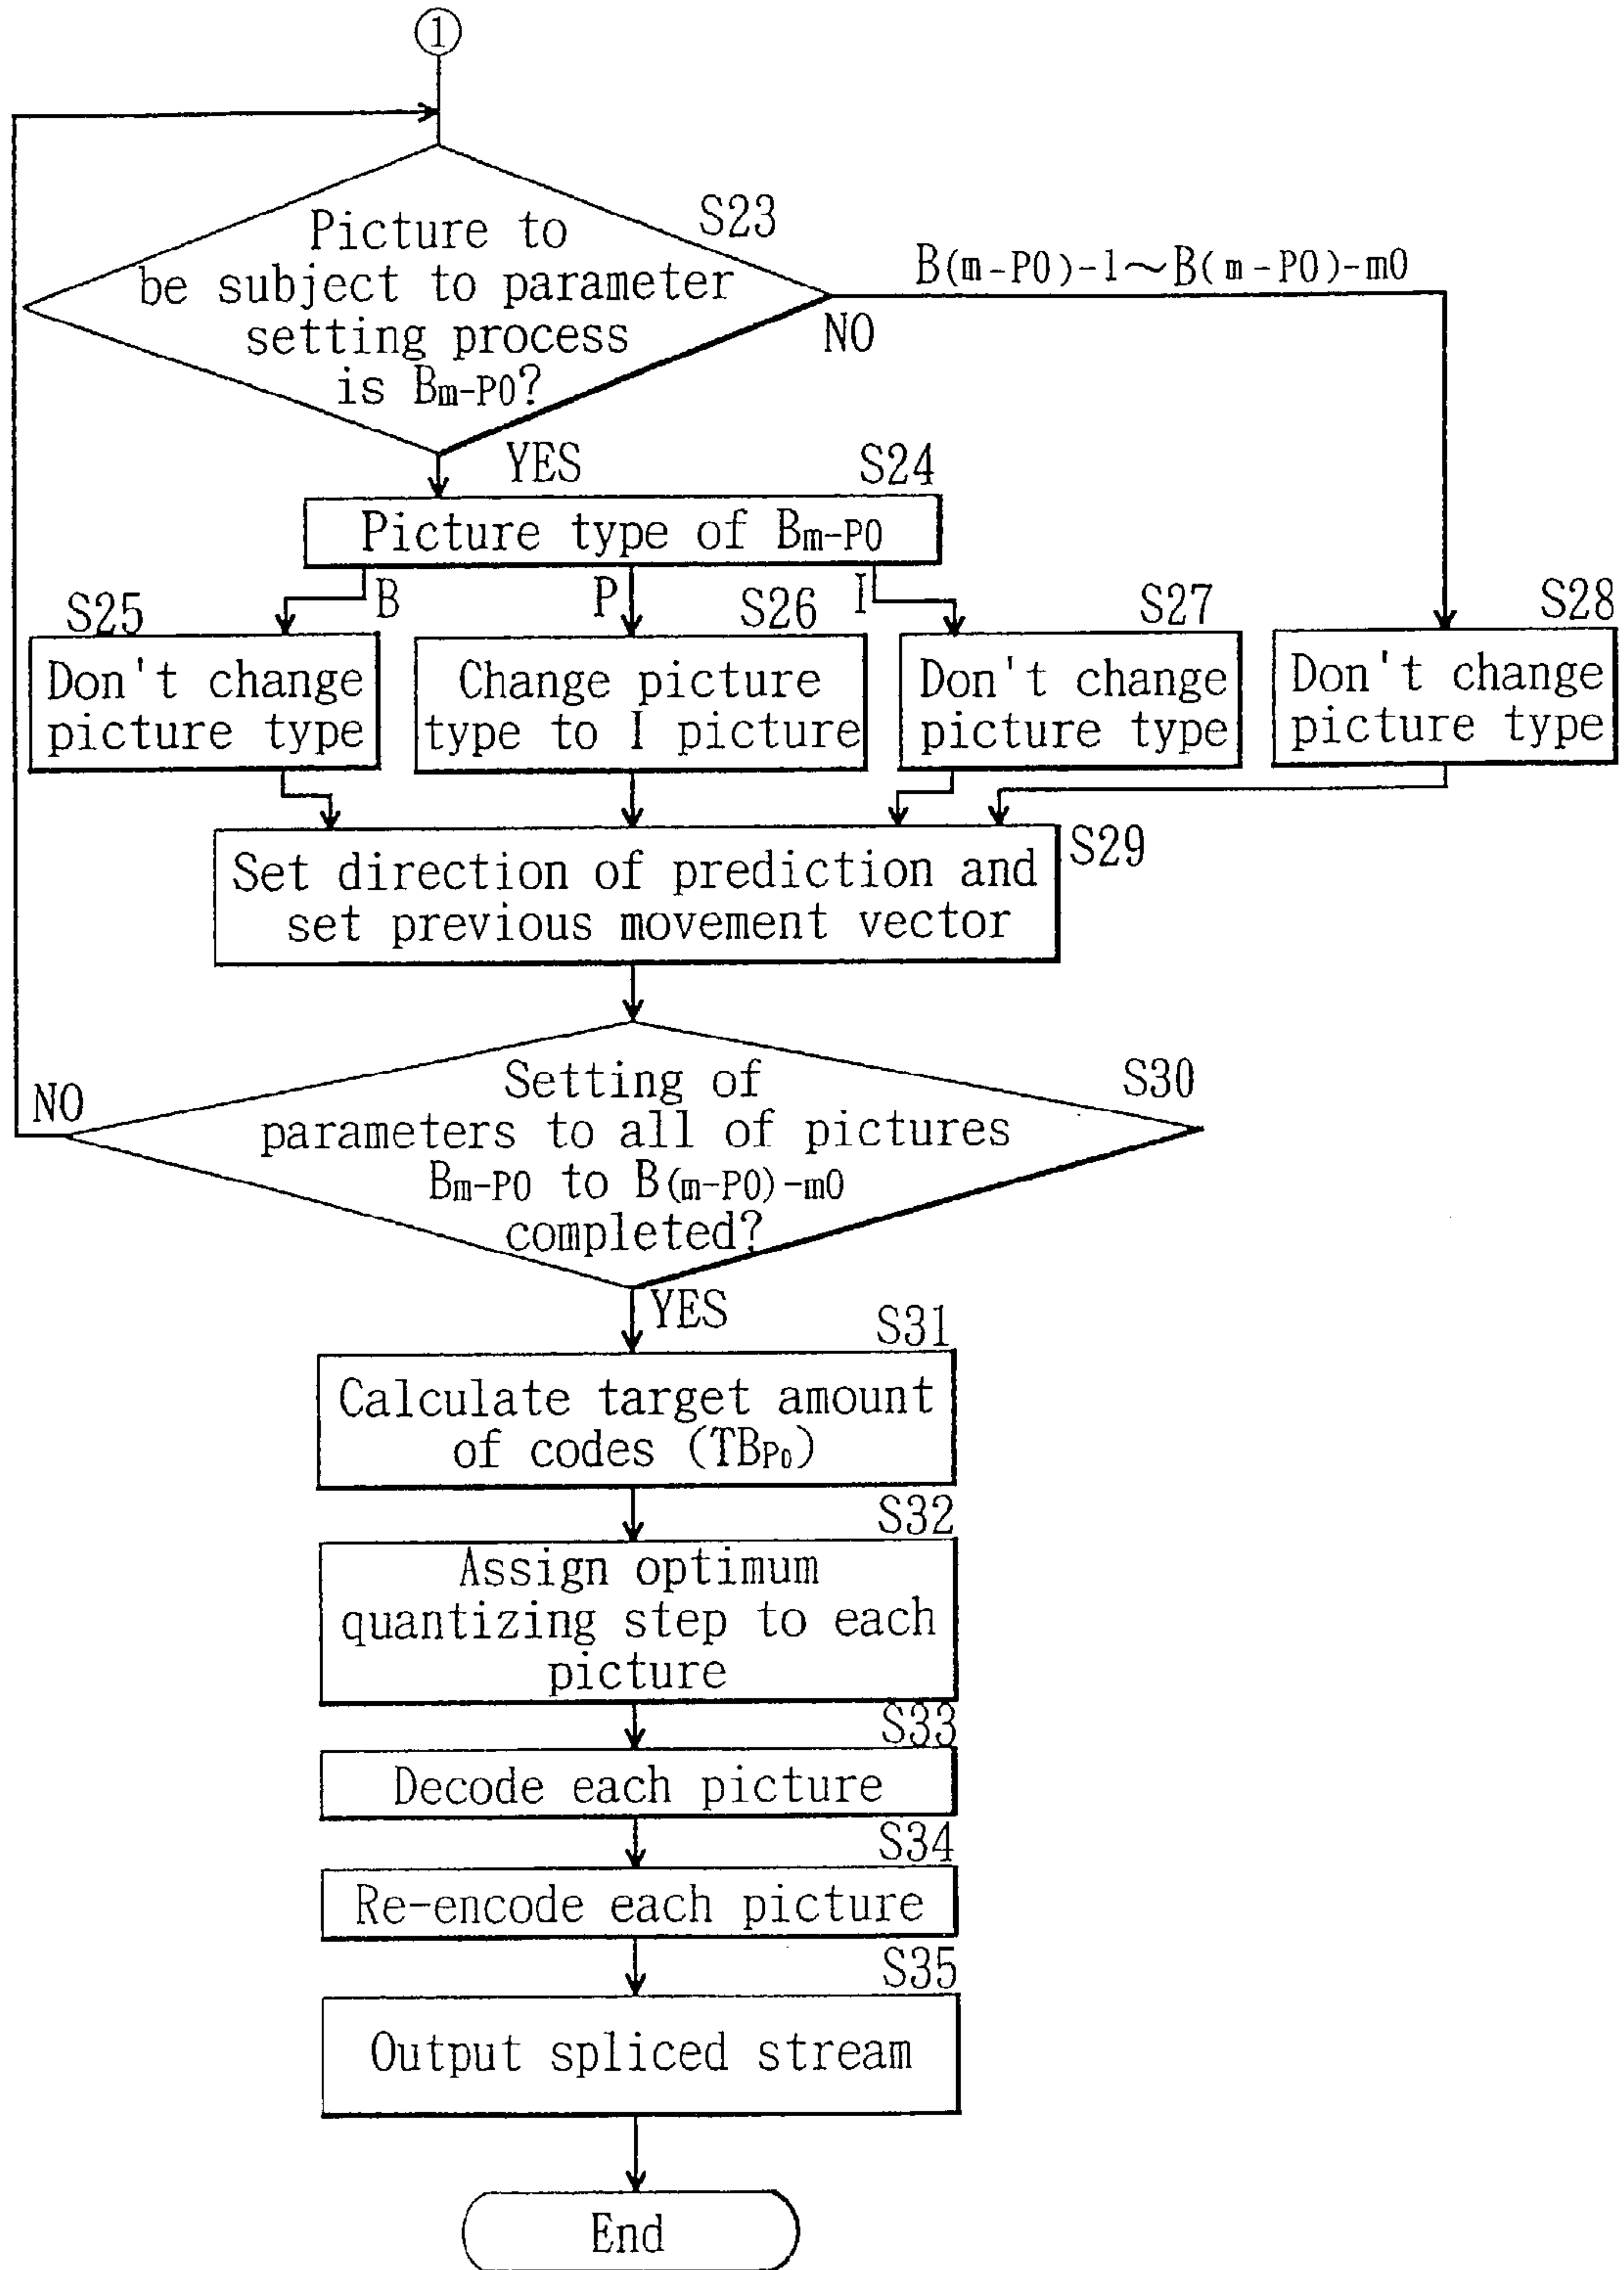 ①
Picture to
be subject to parameter
setting process
is Bm-P0?
S23
B(m-P0)-1~B(m-P0)-m0
NO
YES
S24
Picture type of Bm-P0
B
P
I
S25
Don't change
picture type
S26
Change picture
type to I picture
S27
Don't change
picture type
S28
Don't change
picture type
S29
Set direction of prediction and
set previous movement vector
S30
Setting of
parameters to all of pictures
Bm-P0 to B(m-P0)-m0
completed?
NO
YES
S31
Calculate target amount
of codes (TBP0)
S32
Assign optimum
quantizing step to each
picture
S33
Decode each picture
S34
Re-encode each picture
S35
Output spliced stream
End